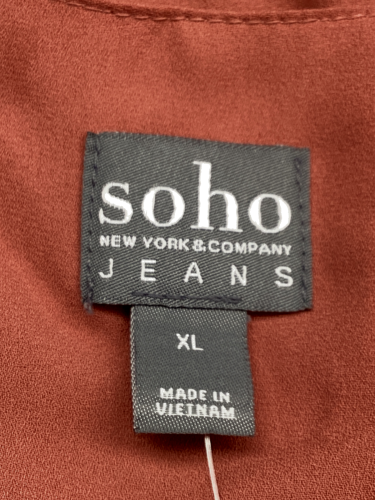 soho
NEW YORK & COMPANY
JEANS
XL
MADE IN
VIETNAM